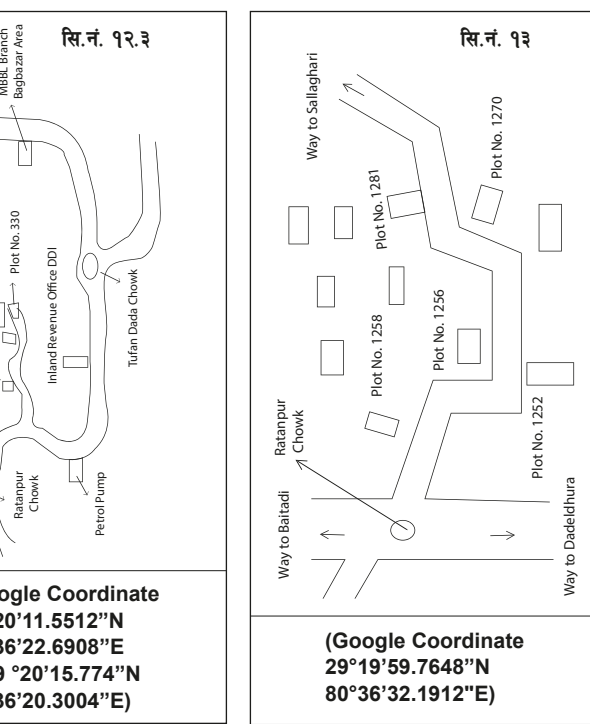 सि.नं. १२.३
MBBL Branch
Bagbazar Area
Plot No. 330
Inland Revenue Office DDl
Tufan Dada Chowk
Ratanpur
Chowk
Petrol Pump
ogle Coordinate
20’11.5512”N
36’22.6908”E
9 °20’15.774”N
36’20.3004”E)
सि.नं. १३
Way to Sallaghari
Plot No. 1270
Plot No. 1281
Plot No. 1258
Plot No. 1256
Plot No. 1252
Ratanpur
Chowk
Way to Baitadi
Way to Dadeldhura
(Google Coordinate
29°19’59.7648”N
80°36’32.1912"E)